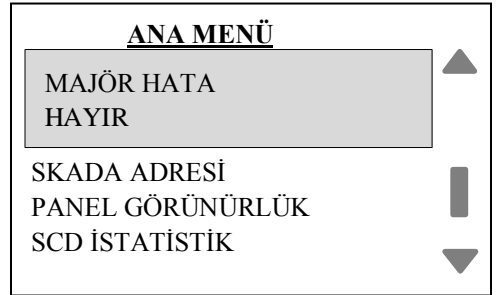 ANA MENÜ
MAJÖR HATA
HAYIR
SKADA ADRESİ
PANEL GÖRÜNÜRLÜK
SCD İSTATİSTİK